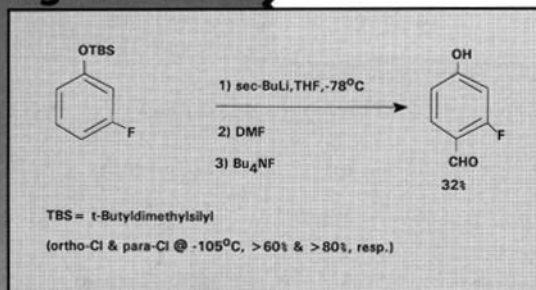 OTBS
F
1) sec-BuLi,THF,-78°C
2) DMF
3) Bu₄NF
OH
F
CHO
32%
TBS = t-Butyldimethylsilyl
(ortho-Cl & para-Cl @ -105°C, >60% & >80%, resp.)